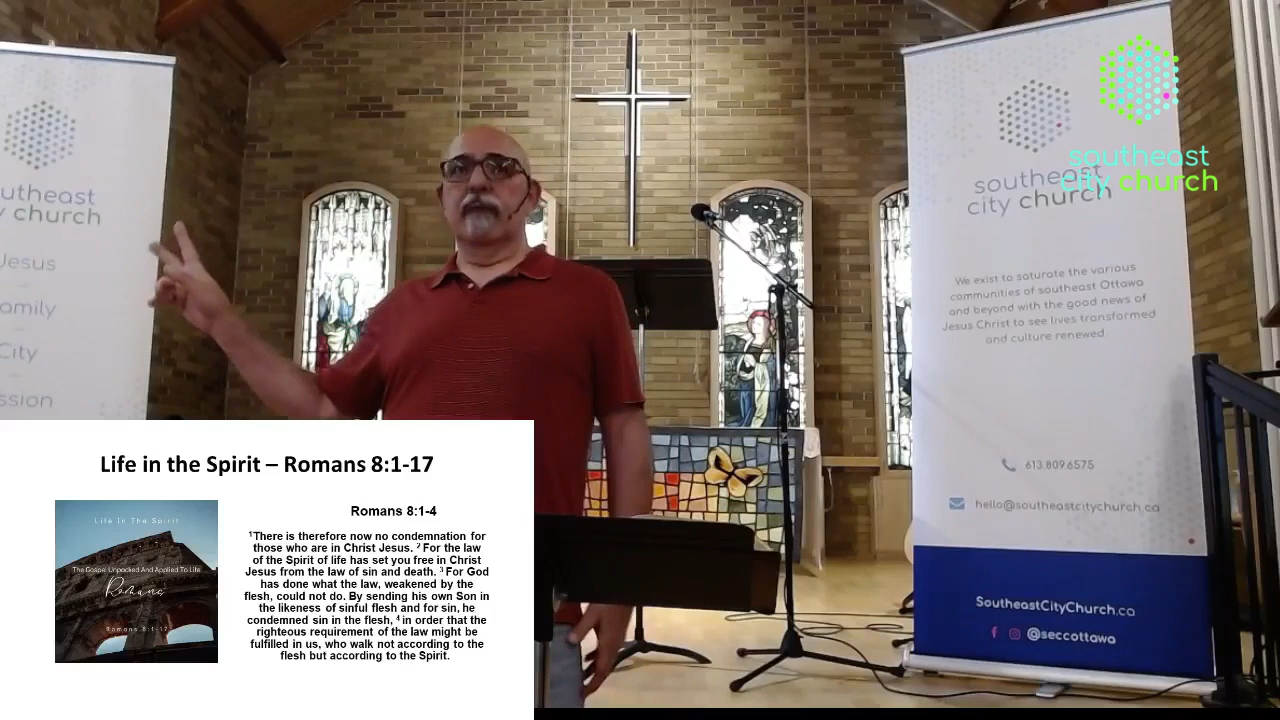 utheast
y church
Jesus
amily
City
ssion
southeast
city church
southeast
city church
We exist to saturate the various
communities of southeast Ottawa
and beyond with the good news of
Jesus Christ to see lives transformed
and culture renewed.
613.809.6575
hello@southeastcitychurch.ca
SoutheastCityChurch.ca
@seccottawa
Life in the Spirit – Romans 8:1-17
Life In The Spirit
The Gospel Unpacked And Applied To Life
Romans
Romans 8:1-17
Romans 8:1-4
1There is therefore now no condemnation for
those who are in Christ Jesus. 2 For the law
of the Spirit of life has set you free in Christ
Jesus from the law of sin and death. 3 For God
has done what the law, weakened by the
flesh, could not do. By sending his own Son in
the likeness of sinful flesh and for sin, he
condemned sin in the flesh, 4 in order that the
righteous requirement of the law might be
fulfilled in us, who walk not according to the
flesh but according to the Spirit.